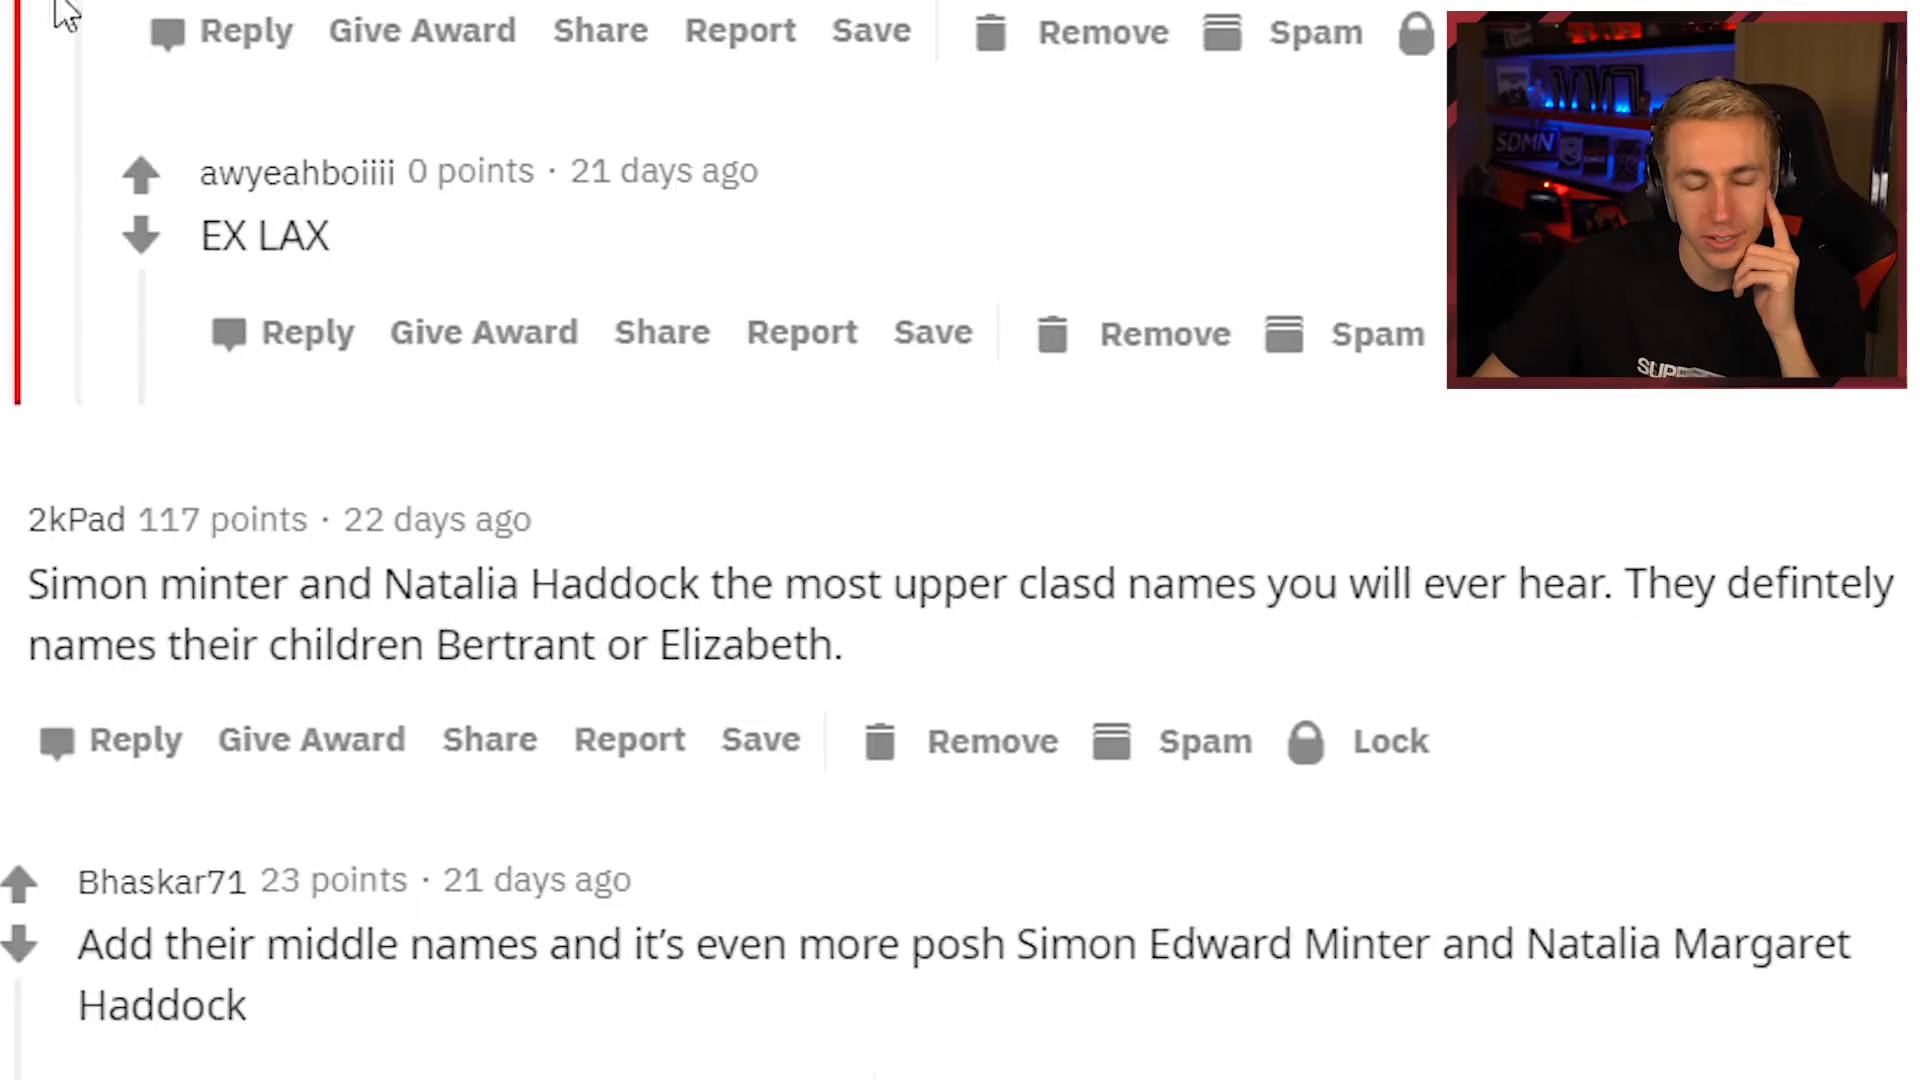 Reply Give Award Share Report Save Remove Spam
awyeahboiiii 0 points · 21 days ago
EX LAX
Reply Give Award Share Report Save Remove Spam
SDMN
2kPad 117 points · 22 days ago
Simon minter and Natalia Haddock the most upper clasd names you will ever hear. They defintely
names their children Bertrant or Elizabeth.
Reply Give Award Share Report Save Remove Spam Lock
Bhaskar71 23 points · 21 days ago
Add their middle names and it’s even more posh Simon Edward Minter and Natalia Margaret
Haddock